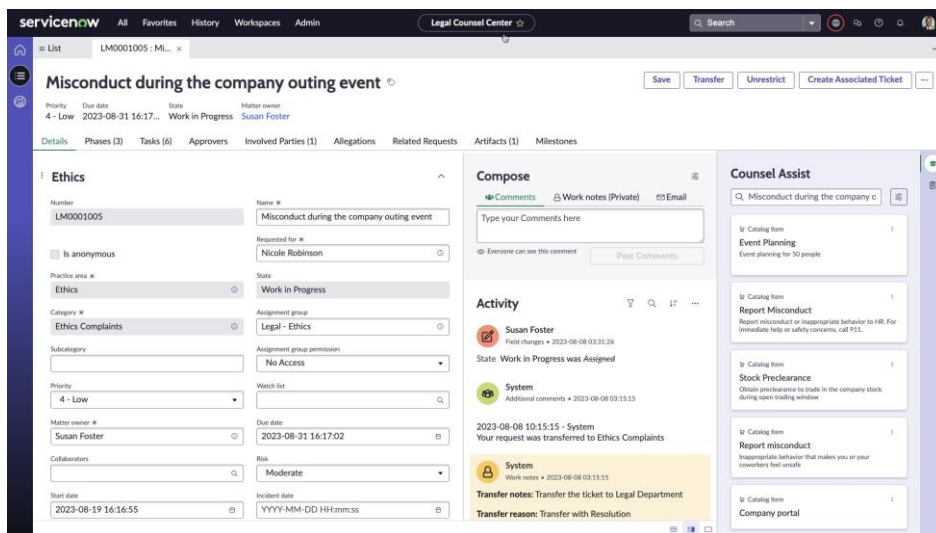 servicenow All Favorites History Workspaces Admin Legal Counsel Center Search
List LM0001005 : Mi... ×
Misconduct during the company outing event
Save Transfer Unrestrict Create Associated Ticket ...
Priority Due date State Matter owner
4 - Low 2023-08-31 16:17... Work in Progress Susan Foster
Details Phases (3) Tasks (6) Approvers Involved Parties (1) Allegations Related Requests Artifacts (1) Milestones
Ethics
Number
LM0001005
Name *
Misconduct during the company outing event
Is anonymous
Requested for *
Nicole Robinson
Practice area *
Ethics
State
Work in Progress
Category *
Ethics Complaints
Assignment group
Legal - Ethics
Subcategory
Assignment group permission
No Access
Priority
4 - Low
Watch list
Matter owner *
Susan Foster
Due date
2023-08-31 16:17:02
Collaborators
Risk
Moderate
Start date
2023-08-19 16:16:55
Incident date
YYYY-MM-DD HH:mm:ss
Compose
Comments Work notes (Private) Email
Type your Comments here
Everyone can see this comment
Post Comments
Activity
Susan Foster
Field changes • 2023-08-08 03:31:26
State Work in Progress was Assigned
System
Additional comments • 2023-08-08 03:15:15
2023-08-08 10:15:15 - System
Your request was transferred to Ethics Complaints
System
Work notes • 2023-08-08 03:15:15
Transfer notes: Transfer the ticket to Legal Department
Transfer reason: Transfer with Resolution
Counsel Assist
Misconduct during the company o
Catalog Item
Event Planning
Event planning for 50 people
Catalog Item
Report Misconduct
Report misconduct or inappropriate behavior to HR. For
immediate help or safety concerns, call 911.
Catalog Item
Stock Preclearance
Obtain preclearance to trade in the company stock
during open trading window
Catalog Item
Report misconduct
Inappropriate behavior that makes you or your
coworkers feel unsafe
Catalog Item
Company portal